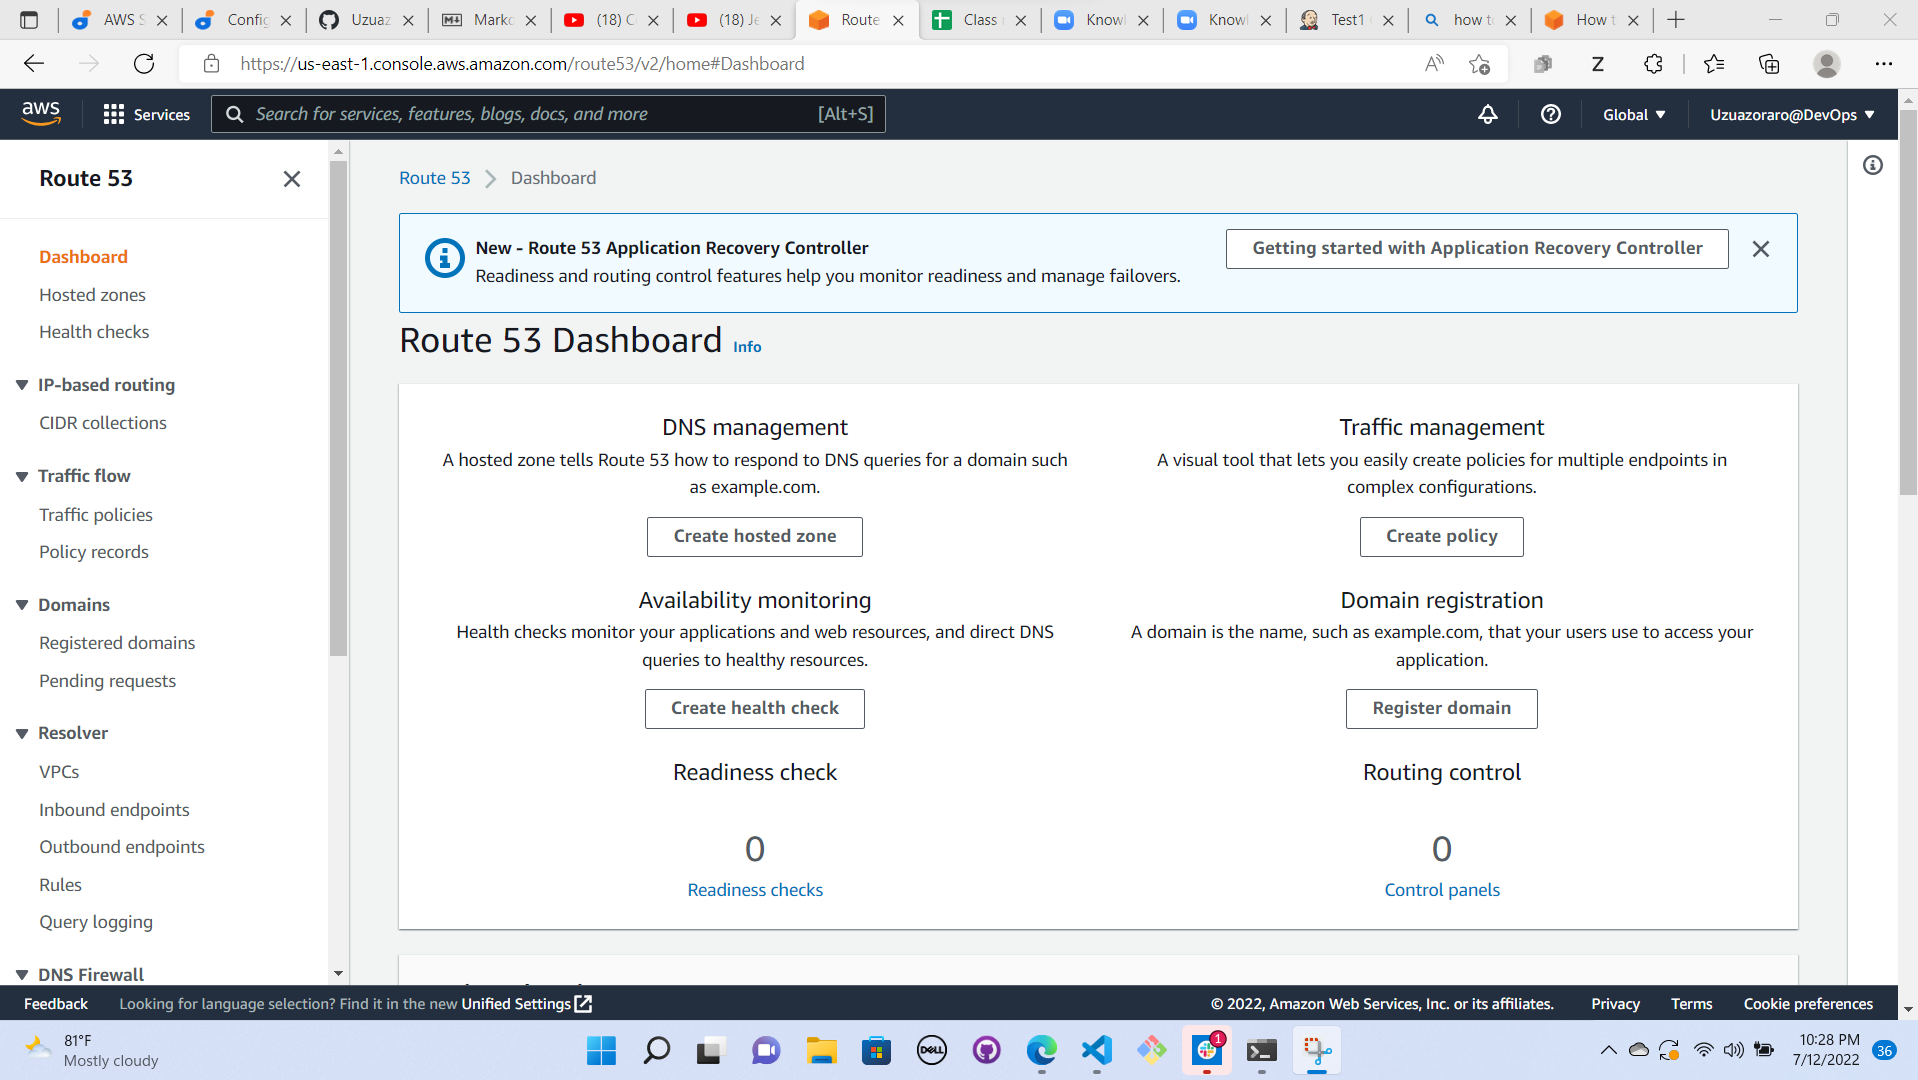 AWS S
Config
Uzuaz
Marko
(18) C
(18) Je
Route
Class
Knowl
Knowl
Test1
how t
How t
https://us-east-1.console.aws.amazon.com/route53/v2/home#Dashboard
aws
Services
Search for services, features, blogs, docs, and more
[Alt+S]
Global
Uzuazoraro@DevOps
Route 53
Dashboard
Hosted zones
Health checks
IP-based routing
CIDR collections
Traffic flow
Traffic policies
Policy records
Domains
Registered domains
Pending requests
Resolver
VPCs
Inbound endpoints
Outbound endpoints
Rules
Query logging
DNS Firewall
Route 53 Dashboard
New - Route 53 Application Recovery Controller
Readiness and routing control features help you monitor readiness and manage failovers.
Getting started with Application Recovery Controller
Route 53 Dashboard Info
DNS management
A hosted zone tells Route 53 how to respond to DNS queries for a domain such
as example.com.
Create hosted zone
Traffic management
A visual tool that lets you easily create policies for multiple endpoints in
complex configurations.
Create policy
Availability monitoring
Health checks monitor your applications and web resources, and direct DNS
queries to healthy resources.
Create health check
Domain registration
A domain is the name, such as example.com, that your users use to access your
application.
Register domain
Readiness check
0
Readiness checks
Routing control
0
Control panels
Feedback
Looking for language selection? Find it in the new Unified Settings
© 2022, Amazon Web Services, Inc. or its affiliates.
Privacy
Terms
Cookie preferences
81°F
Mostly cloudy
DELL
1
10:28 PM
7/12/2022
36